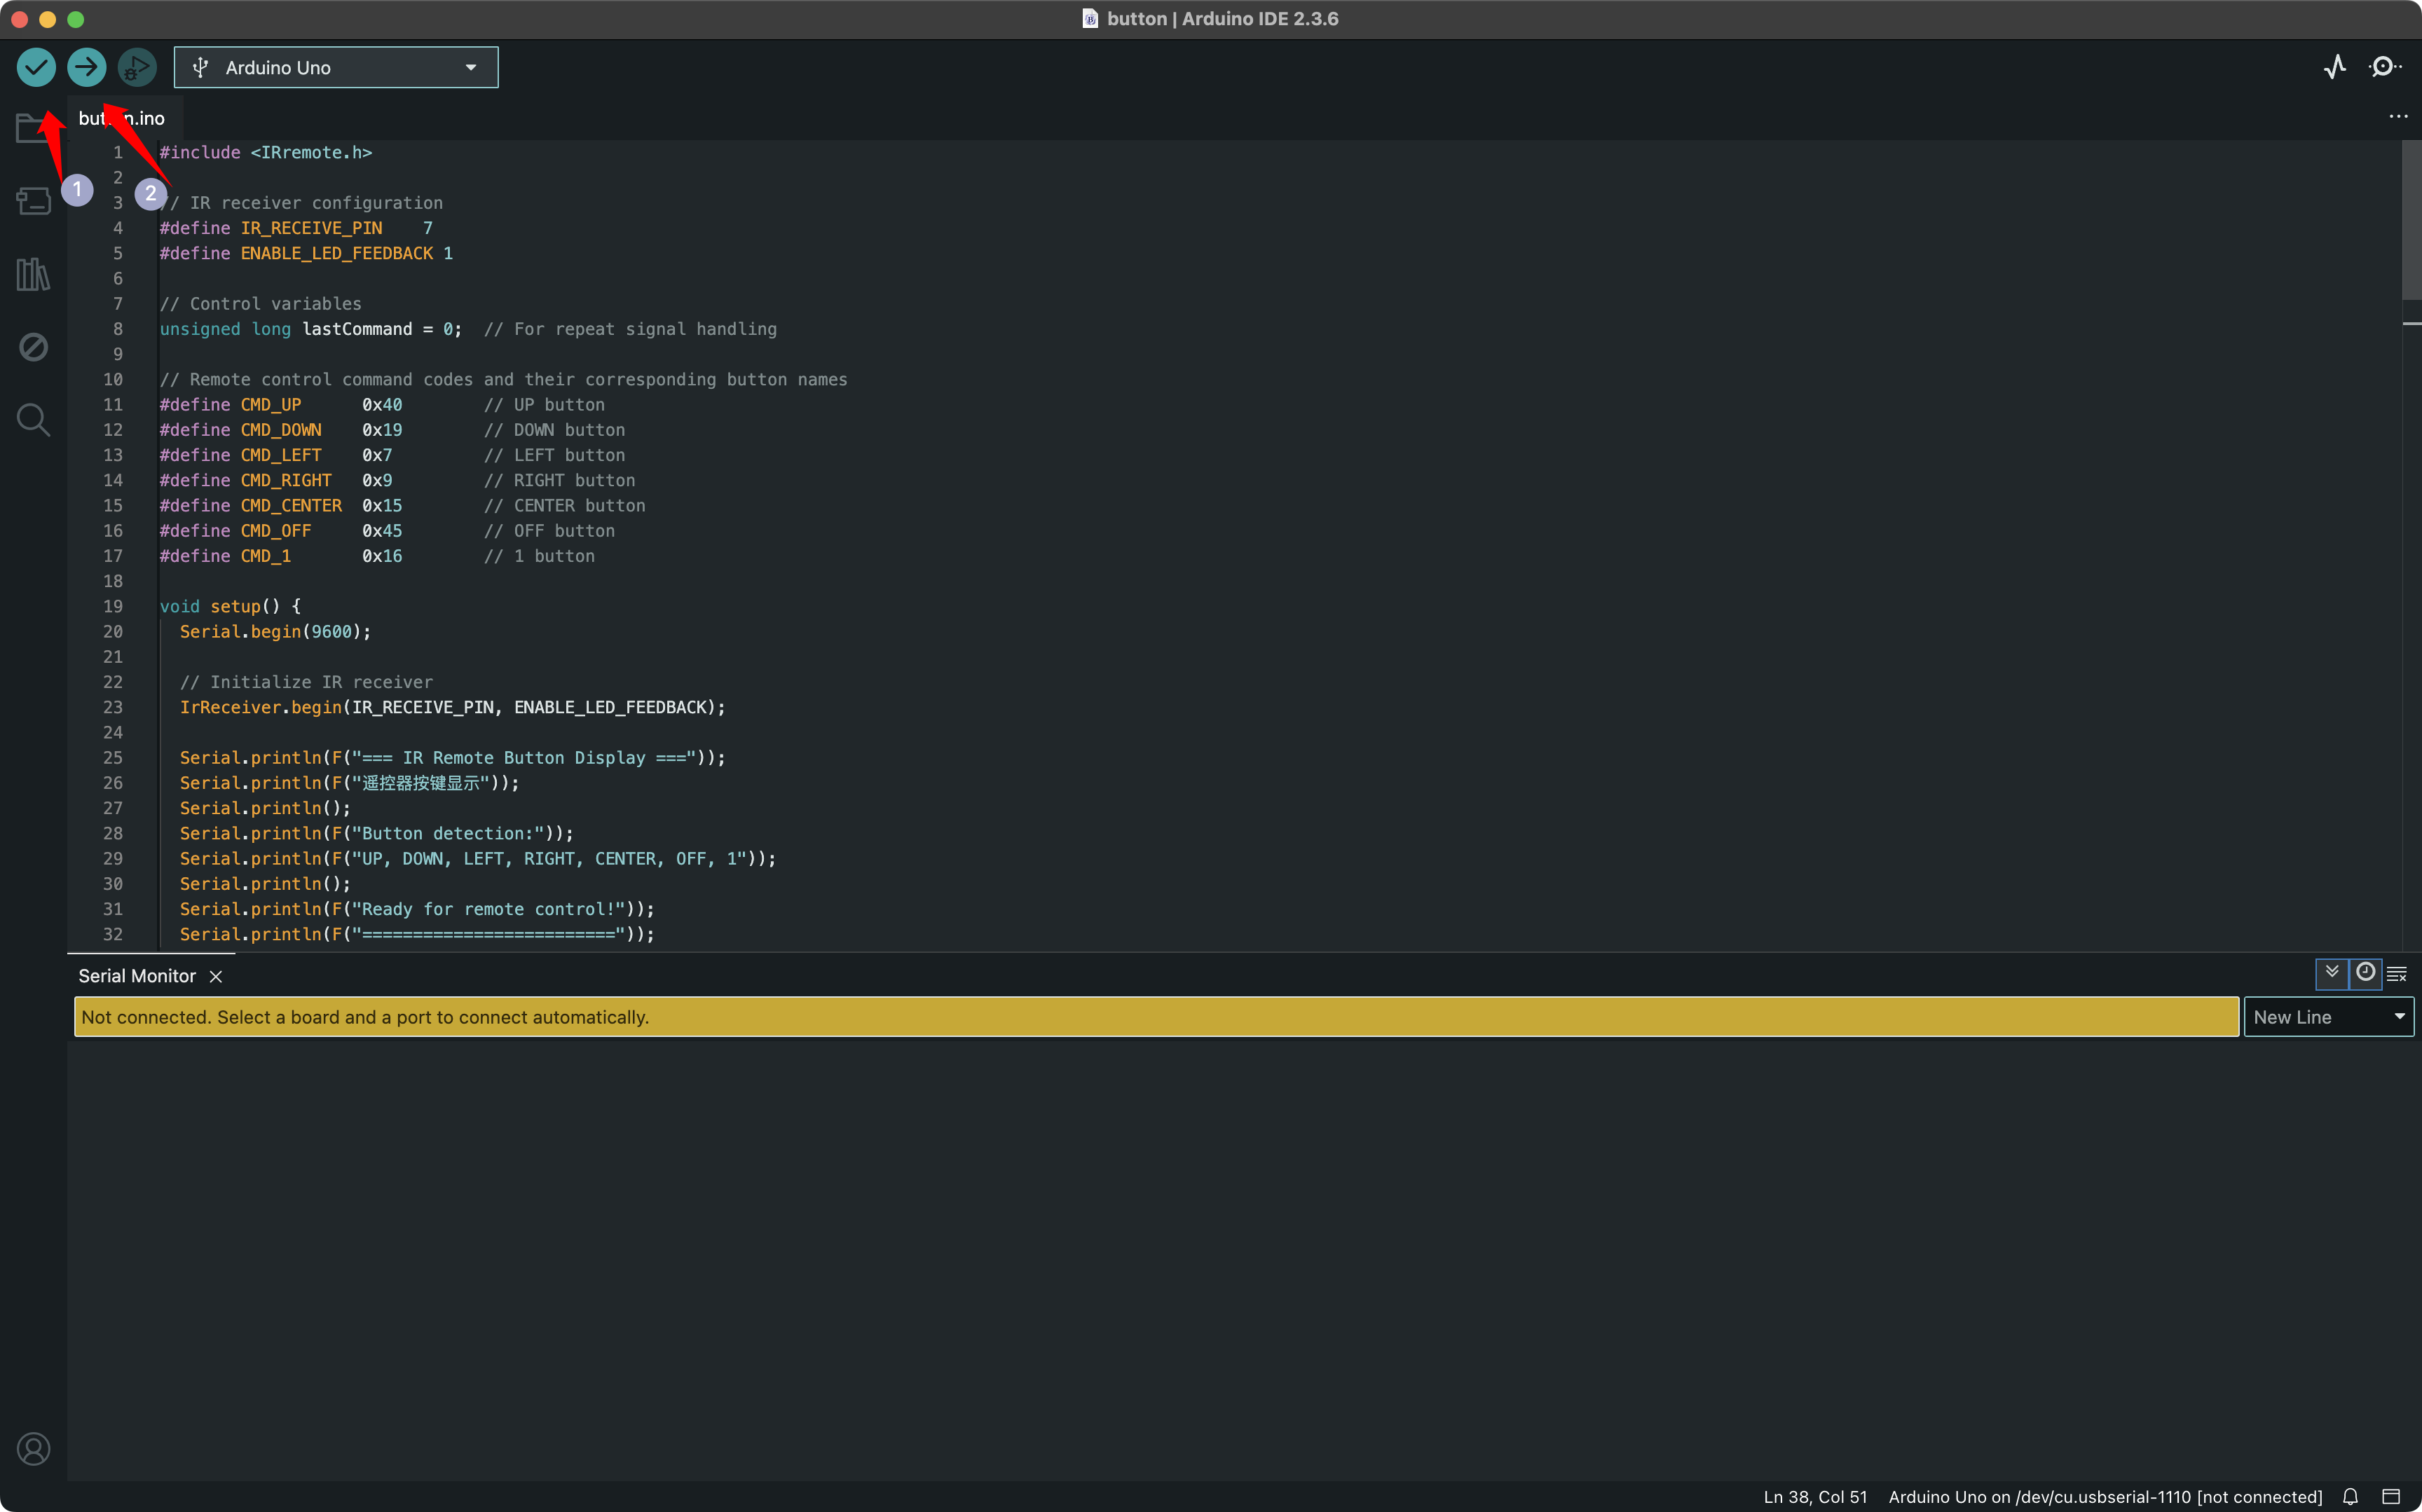 button | Arduino IDE 2.3.6
Arduino Uno
1
2
1 #include <IRremote.h>
2
3 // IR receiver configuration
4 #define IR_RECEIVE_PIN    7
5 #define ENABLE_LED_FEEDBACK 1
6
7 // Control variables
8 unsigned long lastCommand = 0;  // For repeat signal handling
9
10 // Remote control command codes and their corresponding button names
11 #define CMD_UP      0x40        // UP button
12 #define CMD_DOWN    0x19        // DOWN button
13 #define CMD_LEFT    0x7         // LEFT button
14 #define CMD_RIGHT   0x9         // RIGHT button
15 #define CMD_CENTER  0x15        // CENTER button
16 #define CMD_OFF     0x45        // OFF button
17 #define CMD_1       0x16        // 1 button
18
19 void setup() {
20   Serial.begin(9600);
21
22   // Initialize IR receiver
23   IrReceiver.begin(IR_RECEIVE_PIN, ENABLE_LED_FEEDBACK);
24
25   Serial.println(F("=== IR Remote Button Display ==="));
26   Serial.println(F("遥控器按键显示"));
27   Serial.println();
28   Serial.println(F("Button detection:"));
29   Serial.println(F("UP, DOWN, LEFT, RIGHT, CENTER, OFF, 1"));
30   Serial.println();
31   Serial.println(F("Ready for remote control!"));
32   Serial.println(F("========================="));
Serial Monitor
Not connected. Select a board and a port to connect automatically.
New Line
Ln 38, Col 51 Arduino Uno on /dev/cu.usbserial-1110 [not connected]